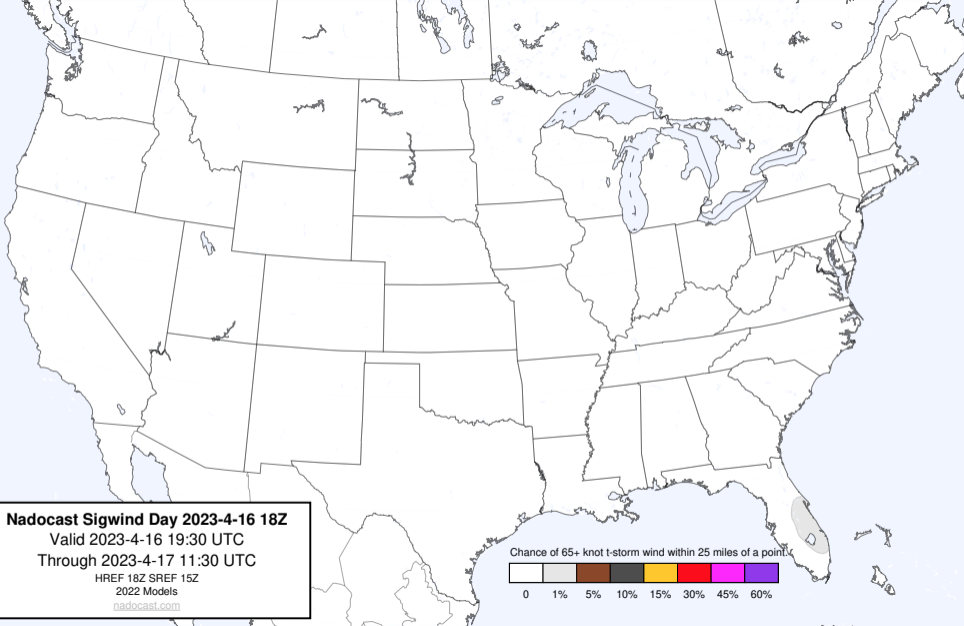 Nadocast Sigwind Day 2023-4-16 18Z
Valid 2023-4-16 19:30 UTC
Through 2023-4-17 11:30 UTC
HREF 18Z SREF 15Z
2022 Models
nadocast.com
Chance of 65+ knot t-storm wind within 25 miles of a point.
0 1% 5% 10% 15% 30% 45% 60%